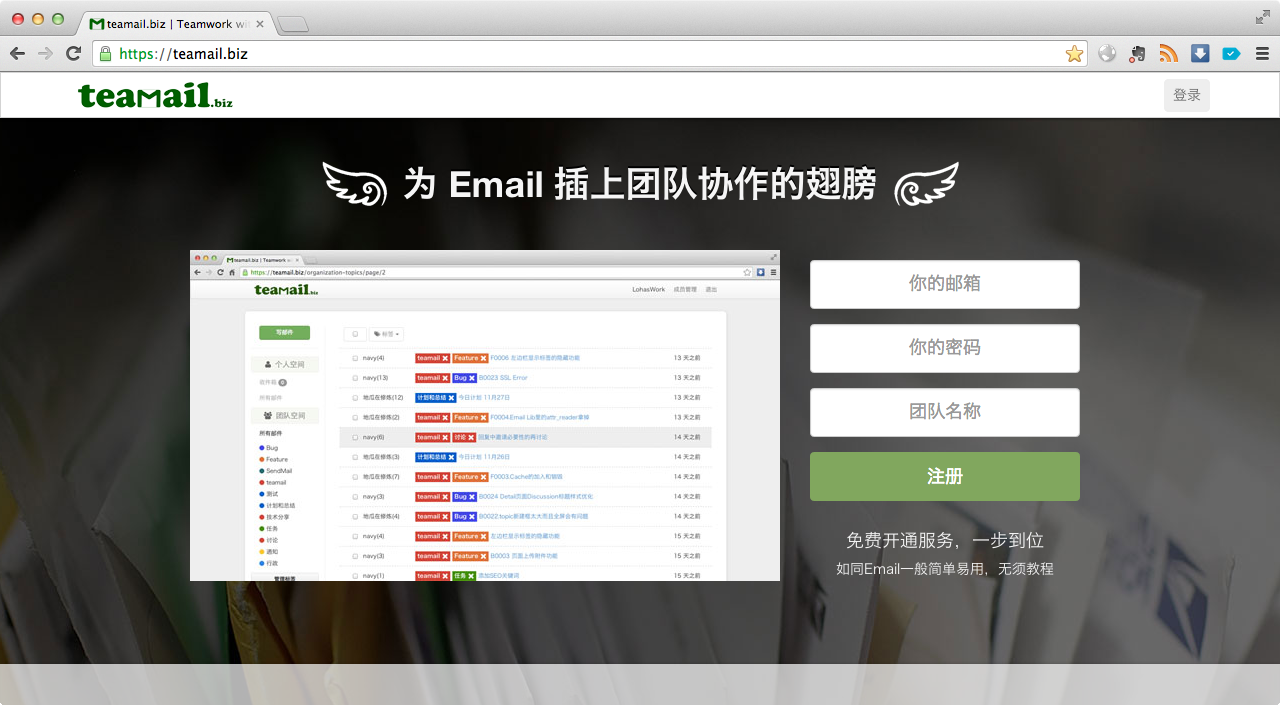 teamail.biz | Teamwork wi
https://teamail.biz
teamail.biz
登录
为 Email 插上团队协作的翅膀
teamail.biz | Teamwork w
https://teamail.biz/organization-topics/page/2
teamail.biz
LohasWork 成员管理 退出
写邮件
标签
个人空间
收件箱 0
所有邮件
团队空间
所有邮件
Bug
Feature
SendMail
teamail
测试
计划和总结
技术分享
任务
讨论
通知
行政
管理标签
navy(4) teamail Feature F0006 左边栏显示标签的隐藏功能 13 天之前
navy(13) teamail Bug B0023 SSL Error 13 天之前
地瓜在修炼(12) 计划和总结 今日计划 11月27日 13 天之前
地瓜在修炼(2) teamail Feature F0004.Email Lib里的attr_reader重操 13 天之前
navy(6) teamail 讨论 回复中邀请必要性的再讨论 14 天之前
地瓜在修炼(3) 计划和总结 今日计划 11月26日 14 天之前
地瓜在修炼(7) teamail Feature F0003.Cache的加入和销毁 14 天之前
navy(3) teamail Bug B0024 Detail页面Discussion标题样式优化 14 天之前
地瓜在修炼(4) teamail Bug B0022.topic新建框太大而且全屏会有问题 14 天之前
navy(4) teamail Feature 左边栏显示标签的隐藏功能 15 天之前
navy(3) teamail Feature B0003 页面上传附件功能 15 天之前
navy(1) teamail 任务 添加SEO关键词 15 天之前
你的邮箱
你的密码
团队名称
注册
免费开通服务，一步到位
如同Email一般简单易用，无须教程